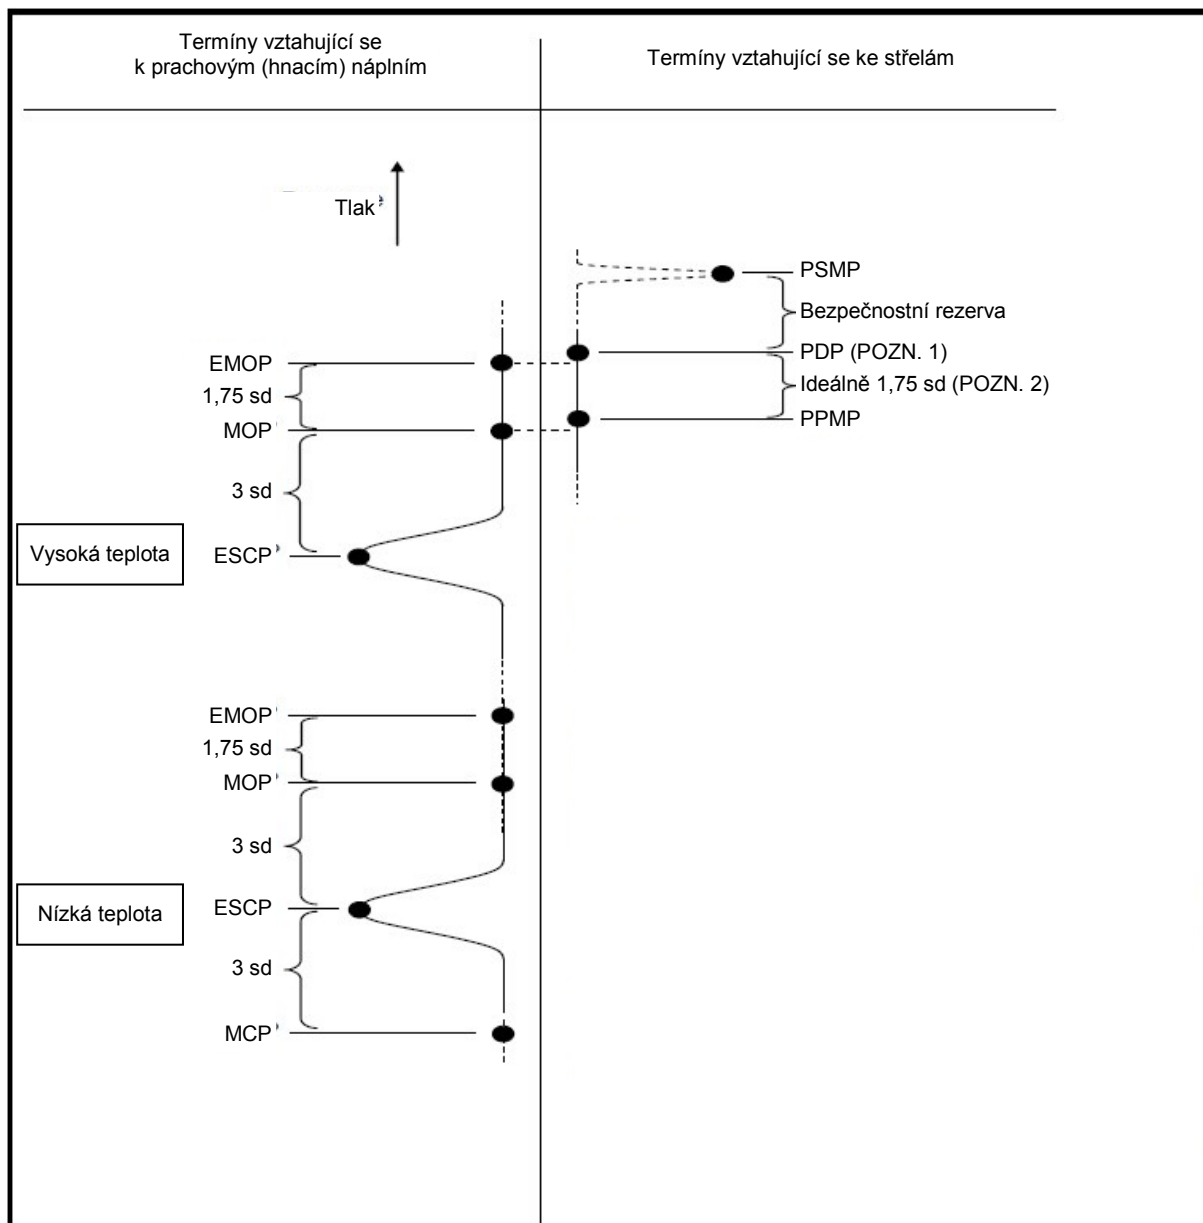 Termíny vztahující se
k prachovým (hnacím) náplním
Termíny vztahující se ke střelám
Tlak
PSMP
Bezpečnostní rezerva
EMOP
PDP (POZN. 1)
1,75 sd
Ideálně 1,75 sd (POZN. 2)
MOP
PPMP
3 sd
Vysoká teplota
ESCP
EMOP
1,75 sd
MOP
3 sd
Nízká teplota
ESCP
3 sd
MCP